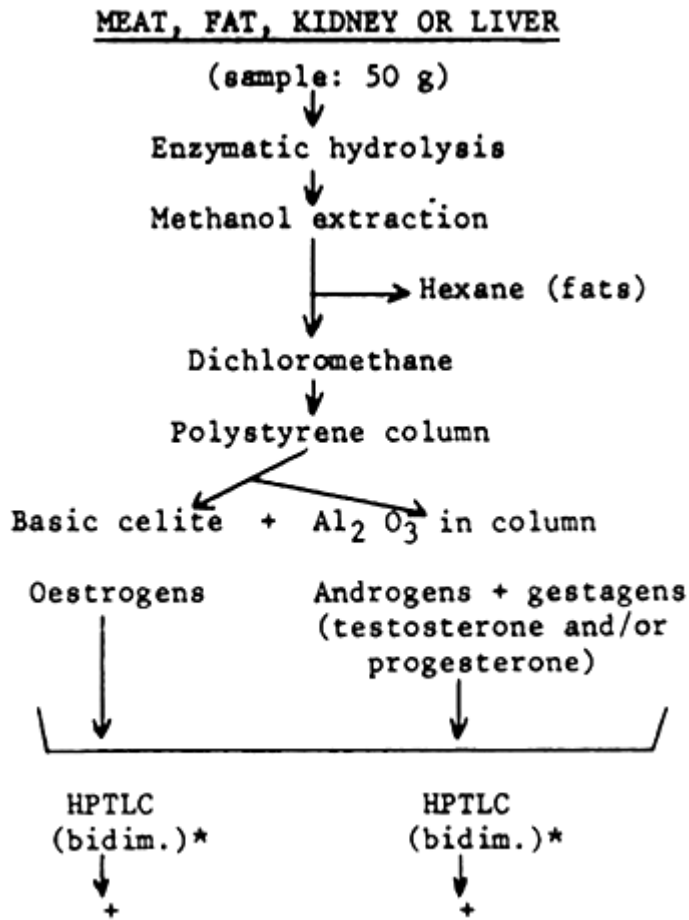 MEAT, FAT, KIDNEY OR LIVER
(sample: 50 g)
Enzymatic hydrolysis
Methanol extraction
Hexane (fats)
Dichloromethane
Polystyrene column
Basic celite + Al2 O3 in column
Oestrogens
Androgens + gestagens
(testosterone and/or
progesterone)
HPTLC
(bidim.)*
+
HPTLC
(bidim.)*
+